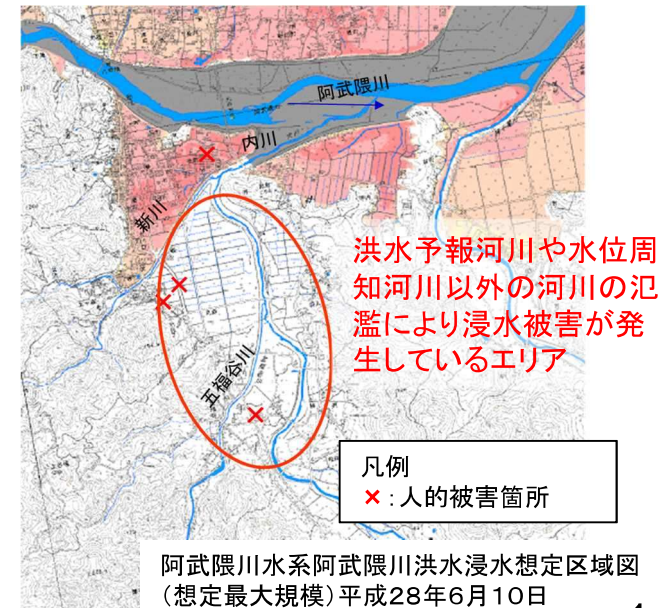 阿武隈川
内川
新川
洪水予報河川や水位周
知河川以外の河川の氾
濫により浸水被害が発
生しているエリア
五福谷川
凡例
×：人的被害箇所
阿武隈川水系阿武隈川洪水浸水想定区域図
（想定最大規模）平成28年6月10日